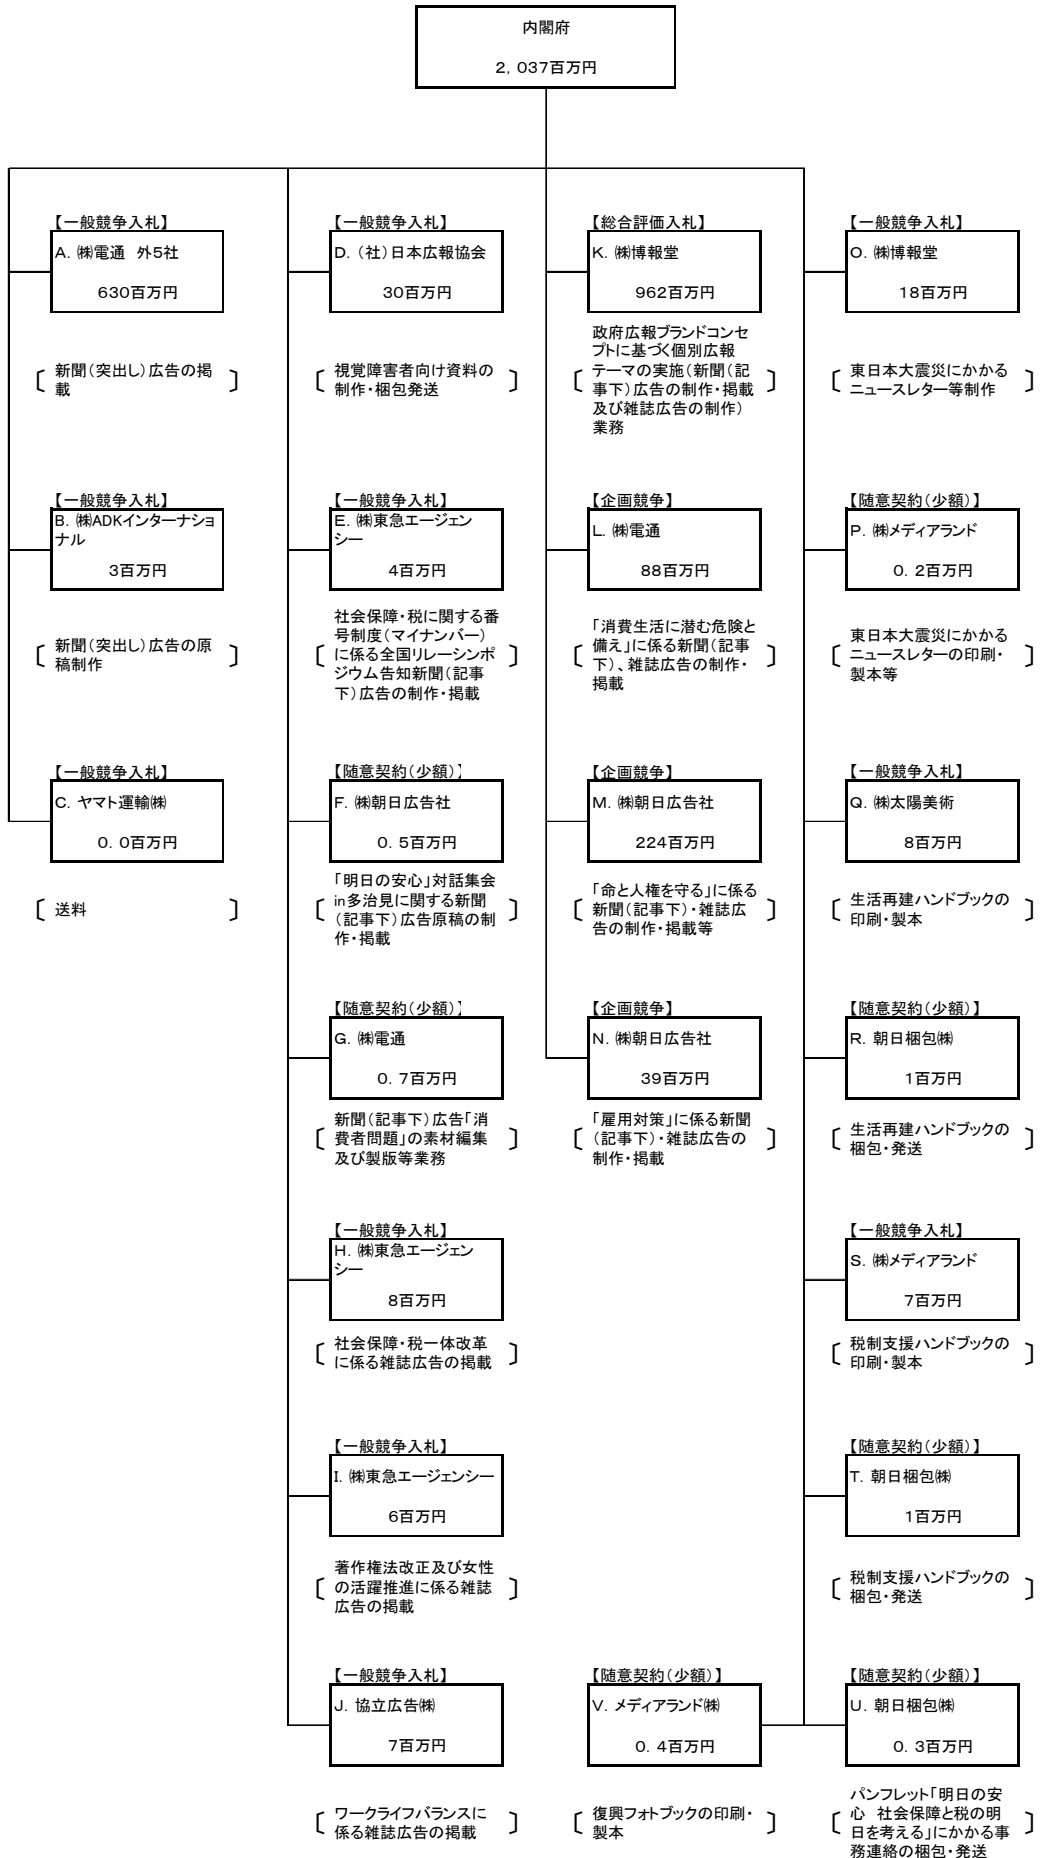 内閣府
2,037百万円
【一般競争入札】
A. ㈱電通 外5社
630百万円
新聞(突出し)広告の掲
載
【一般競争入札】
B. ㈱ADKインターナショ
ナル
3百万円
新聞(突出し)広告の原
稿制作
【一般競争入札】
C. ヤマト運輸㈱
0.0百万円
送料
【一般競争入札】
D. (社)日本広報協会
30百万円
視覚障害者向け資料の
制作・梱包発送
【一般競争入札】
E. ㈱東急エージェン
シー
4百万円
社会保障・税に関する番
号制度(マイナンバー)
に係る全国リレーシンポ
ジウム告知新聞(記事
下)広告の制作・掲載
【随意契約(少額)】
F. ㈱朝日広告社
0.5百万円
「明日の安心」対話集会
in多治見に関する新聞
(記事下)広告原稿の制
作・掲載
【随意契約(少額)】
G. ㈱電通
0.7百万円
新聞(記事下)広告「消
費者問題」の素材編集
及び製版等業務
【一般競争入札】
H. ㈱東急エージェン
シー
8百万円
社会保障・税一体改革
に係る雑誌広告の掲載
【一般競争入札】
I. ㈱東急エージェンシー
6百万円
著作権法改正及び女性
の活躍推進に係る雑誌
広告の掲載
【一般競争入札】
J. 協立広告㈱
7百万円
ワークライフバランスに
係る雑誌広告の掲載
【総合評価入札】
K. ㈱博報堂
962百万円
政府広報ブランドコンセ
プトに基づく個別広報
テーマの実施(新聞(記
事下)広告の制作・掲載
及び雑誌広告の制作)
業務
【企画競争】
L. ㈱電通
88百万円
「消費生活に潜む危険と
備え」に係る新聞(記事
下)、雑誌広告の制作・
掲載
【企画競争】
M. ㈱朝日広告社
224百万円
「命と人権を守る」に係る
新聞(記事下)・雑誌広
告の制作・掲載等
【企画競争】
N. ㈱朝日広告社
39百万円
「雇用対策」に係る新聞
(記事下)・雑誌広告の
制作・掲載
【随意契約(少額)】
V. メディアランド㈱
0.4百万円
復興フォトブックの印刷・
製本
【一般競争入札】
O. ㈱博報堂
18百万円
東日本大震災にかかる
ニュースレター等制作
【随意契約(少額)】
P. ㈱メディアランド
0.2百万円
東日本大震災にかかる
ニュースレターの印刷・
製本等
【一般競争入札】
Q. ㈱太陽美術
8百万円
生活再建ハンドブックの
印刷・製本
【随意契約(少額)】
R. 朝日梱包㈱
1百万円
生活再建ハンドブックの
梱包・発送
【一般競争入札】
S. ㈱メディアランド
7百万円
税制支援ハンドブックの
印刷・製本
【随意契約(少額)】
T. 朝日梱包㈱
1百万円
税制支援ハンドブックの
梱包・発送
【随意契約(少額)】
U. 朝日梱包㈱
0.3百万円
パンフレット「明日の安
心 社会保障と税の明
日を考える」にかかる事
務連絡の梱包・発送